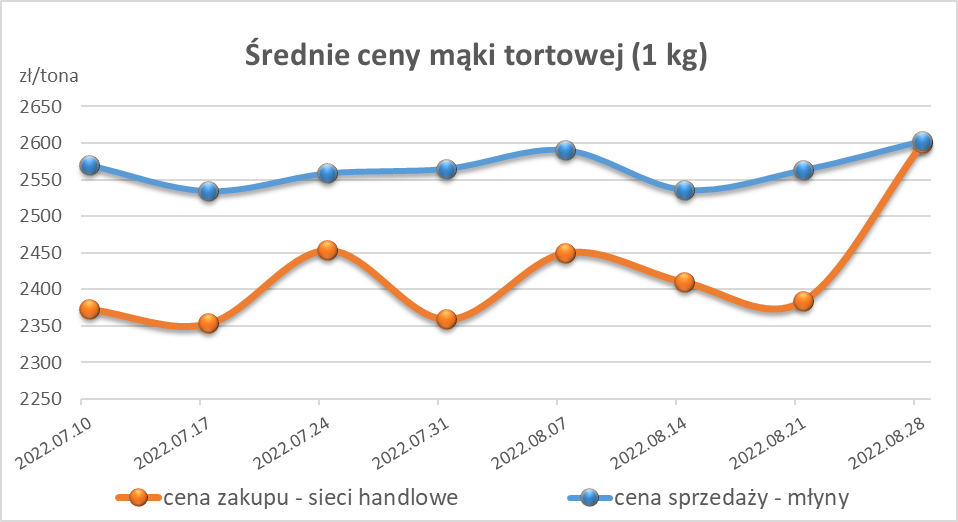 Średnie ceny mąki tortowej (1 kg)
zł/tona
2650
2600
2550
2500
2450
2400
2350
2300
2250
2022.07.10 2022.07.17 2022.07.24 2022.07.31 2022.08.07 2022.08.14 2022.08.21 2022.08.28
cena zakupu - sieci handlowe cena sprzedaży - młyny